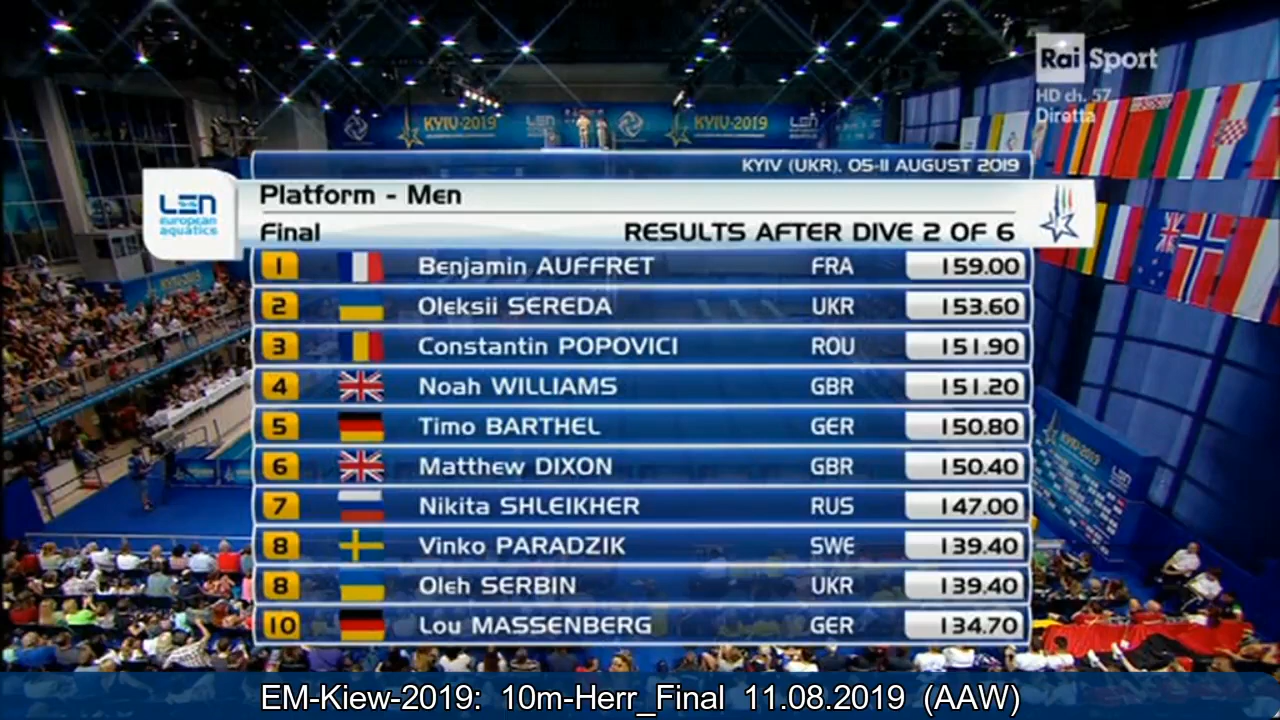 Rai Sport
HD ch. 57
Diretta
KYIV-2019
LEN
KYIV-2019
LEN
KYIV (UKR), 05-11 AUGUST 2019
LEN
european
aquatics
Platform - Men
Final RESULTS AFTER DIVE 2 OF 6
1 Benjamin AUFFRET FRA 159.00
2 Oleksii SEREDA UKR 153.60
3 Constantin POPOVICI ROU 151.90
4 Noah WILLIAMS GBR 151.20
5 Timo BARTHEL GER 150.80
6 Matthew DIXON GBR 150.40
7 Nikita SHLEIKHER RUS 147.00
8 Vinko PARADZIK SWE 139.40
8 Oleh SERBIN UKR 139.40
10 Lou MASSENBERG GER 134.70
KYIV-2019
LEN
EM-Kiew-2019: 10m-Herr_Final 11.08.2019 (AAW)